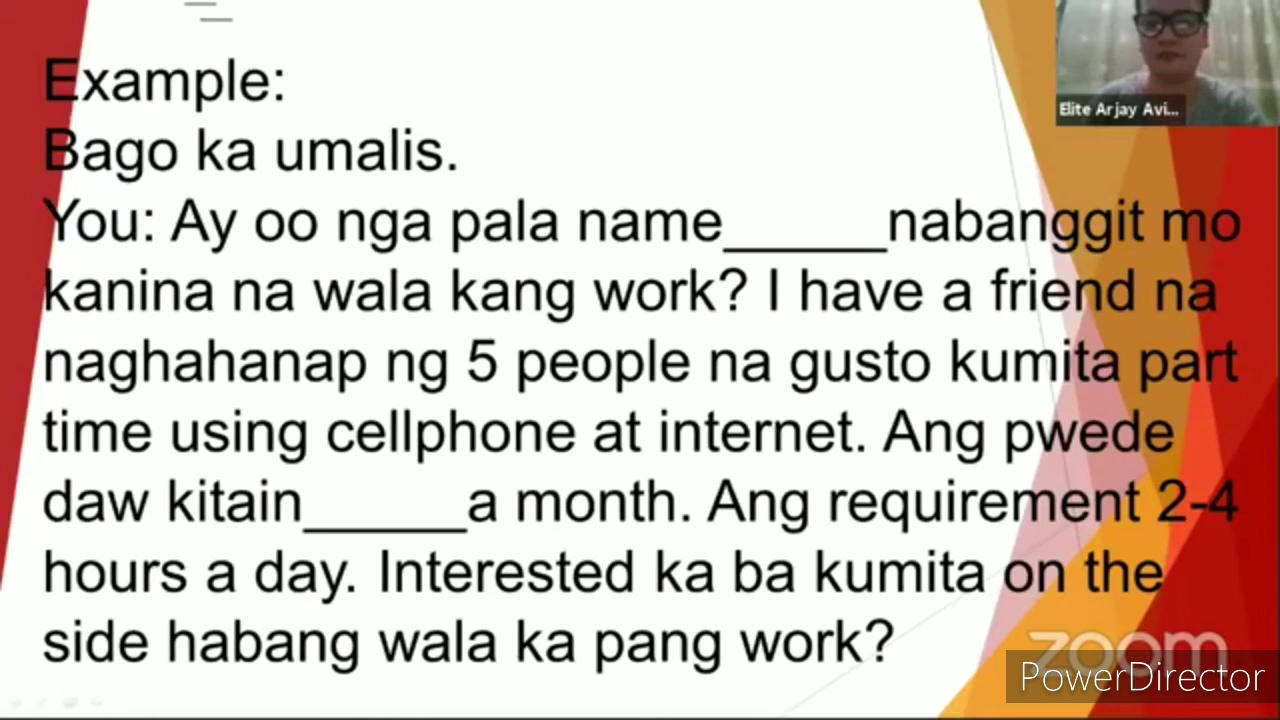 Example:
Bago ka umalis.
You: Ay oo nga pala name_____nabanggit mo
kanina na wala kang work? I have a friend na
naghahanap ng 5 people na gusto kumita part
time using cellphone at internet. Ang pwede
daw kitain_____a month. Ang requirement 2-4
hours a day. Interested ka ba kumita on the
side habang wala ka pang work?
Elite Arjay Avi...
zoom
PowerDirector